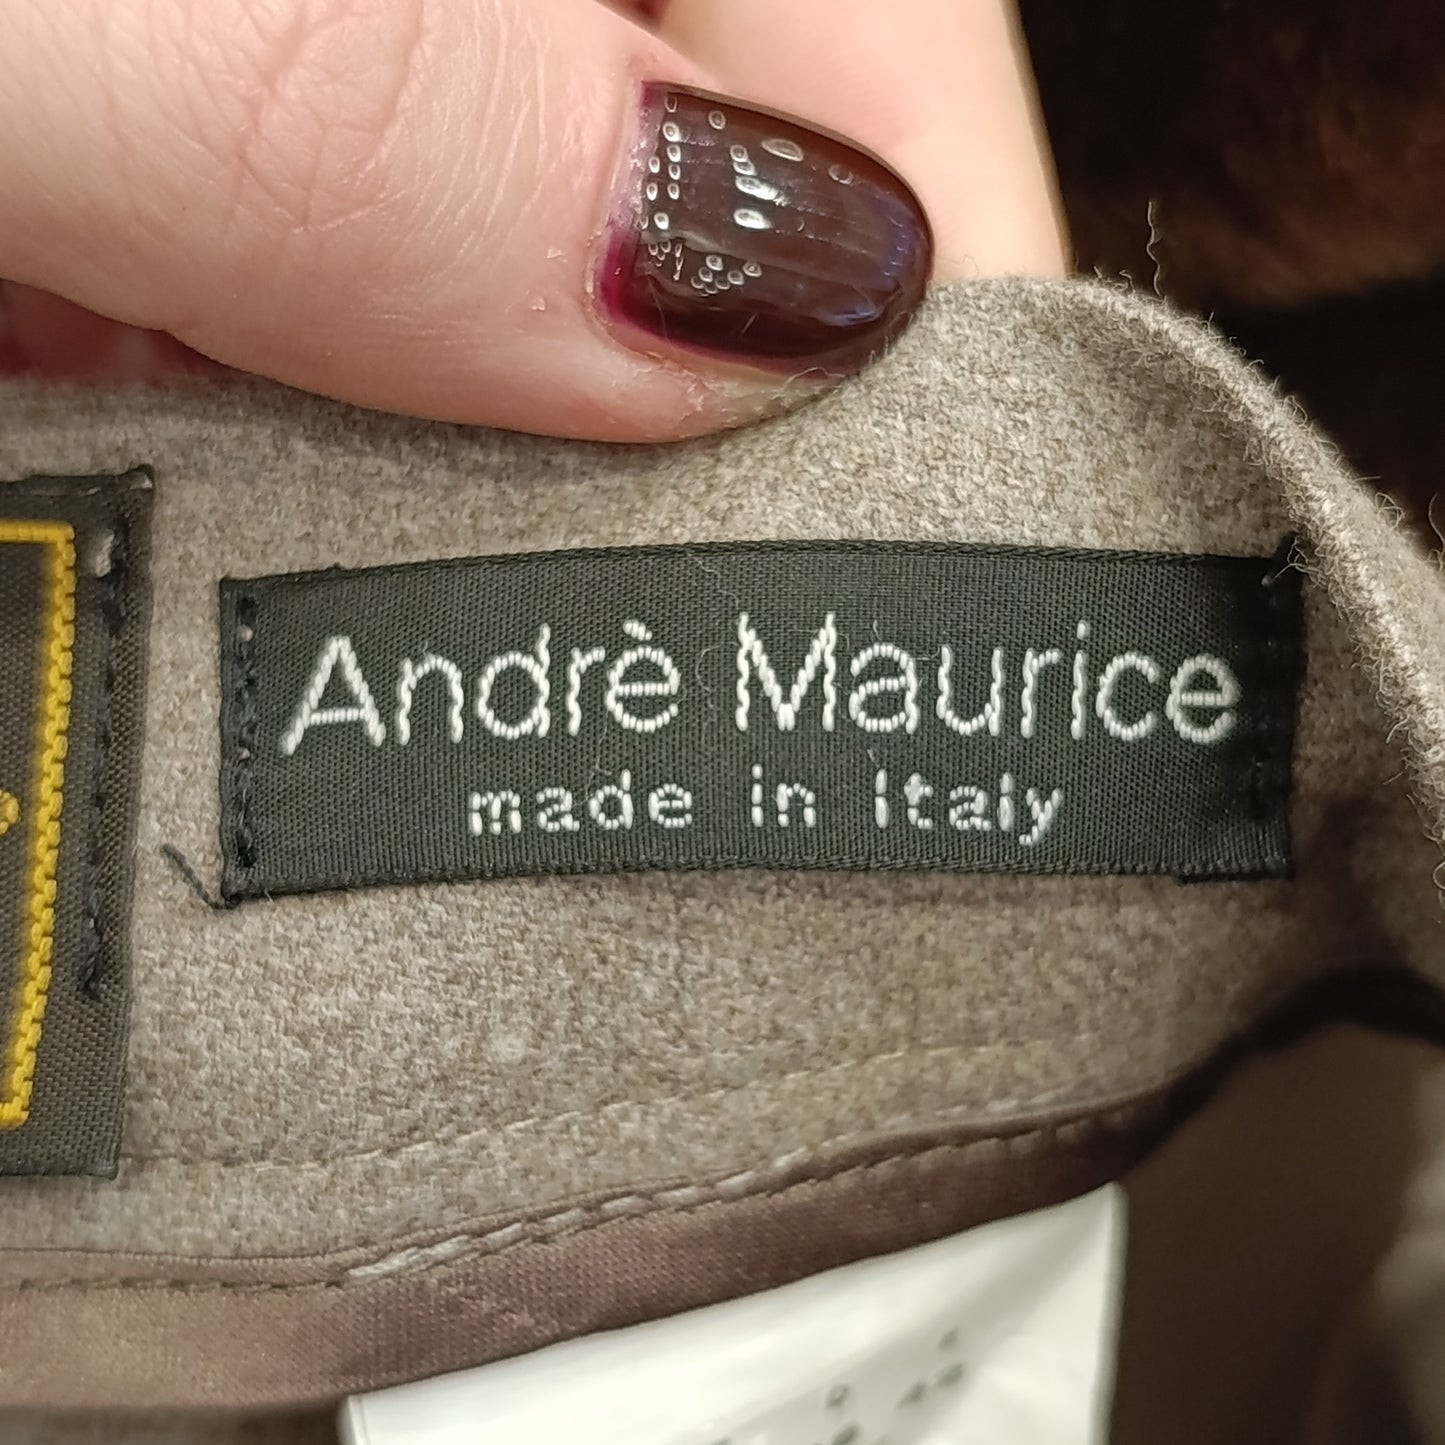 Andrè Maurice
made in Italy